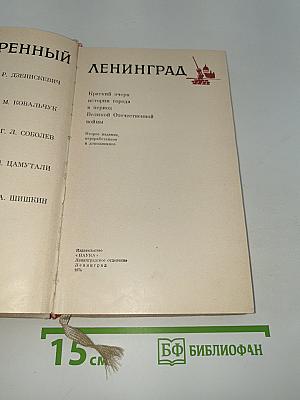 РЕННЫЙ
Р. ДЗЕНИСКЕВИЧ
М. КОВАЛЬЧУК
Г. Л. СОБОЛЕВ
Н. ЦАМУТАЛИ
А. ШИШКИН
ЛЕНИНГРАД
Краткий очерк
истории города
в период
Великой Отечественной
войны
Второе издание,
переработанное
и дополненное
Издательство
«НАУКА»
Ленинградское отделение
Ленинград
15 см
БФ БИБЛИОФАН